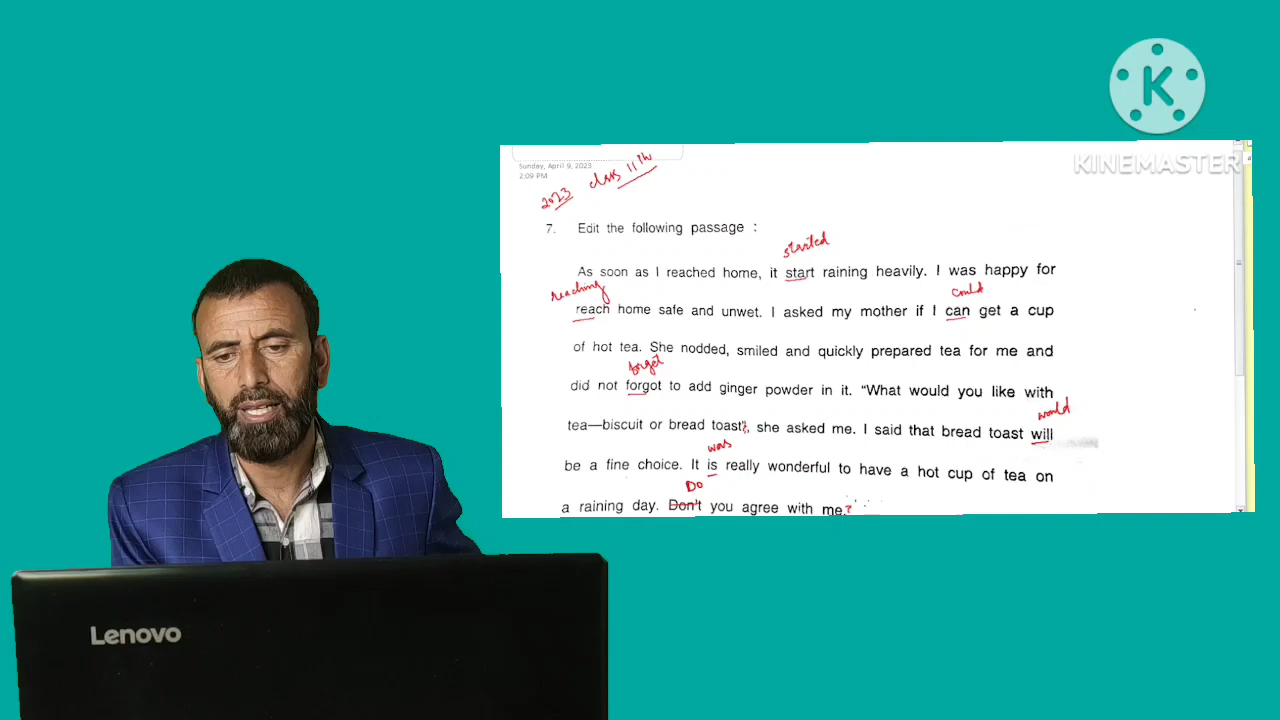 KINEMASTER
Sunday, April 9, 2023
2:09 PM
2023 class 11th
7. Edit the following passage :
started
As soon as I reached home, it start raining heavily. I was happy for
reaching could
reach home safe and unwet. I asked my mother if I can get a cup
of hot tea. She nodded, smiled and quickly prepared tea for me and
forget
did not forgot to add ginger powder in it. “What would you like with
would
tea—biscuit or bread toast?, she asked me. I said that bread toast will
was
be a fine choice. It is really wonderful to have a hot cup of tea on
Do
a raining day. Don't you agree with me.?
Lenovo